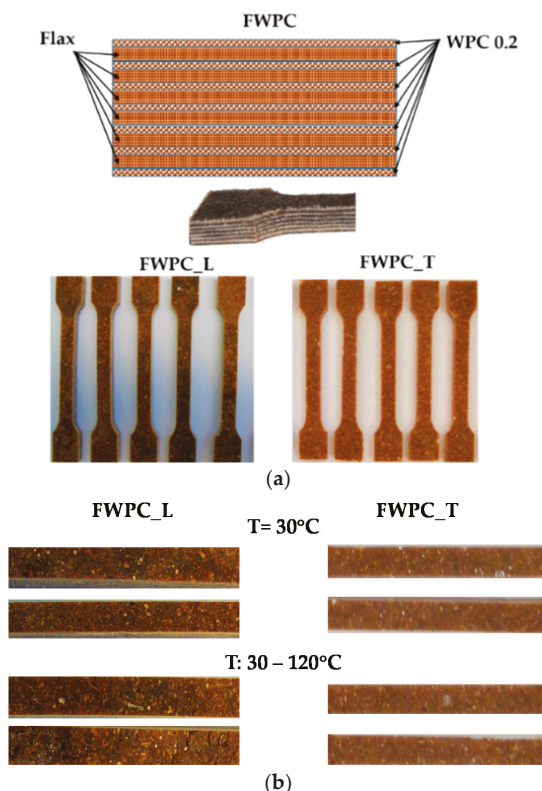 FWPC
Flax
WPC 0.2
FWPC_L
FWPC_T
(a)
FWPC_L
FWPC_T
T= 30°C
T: 30 – 120°C
(b)